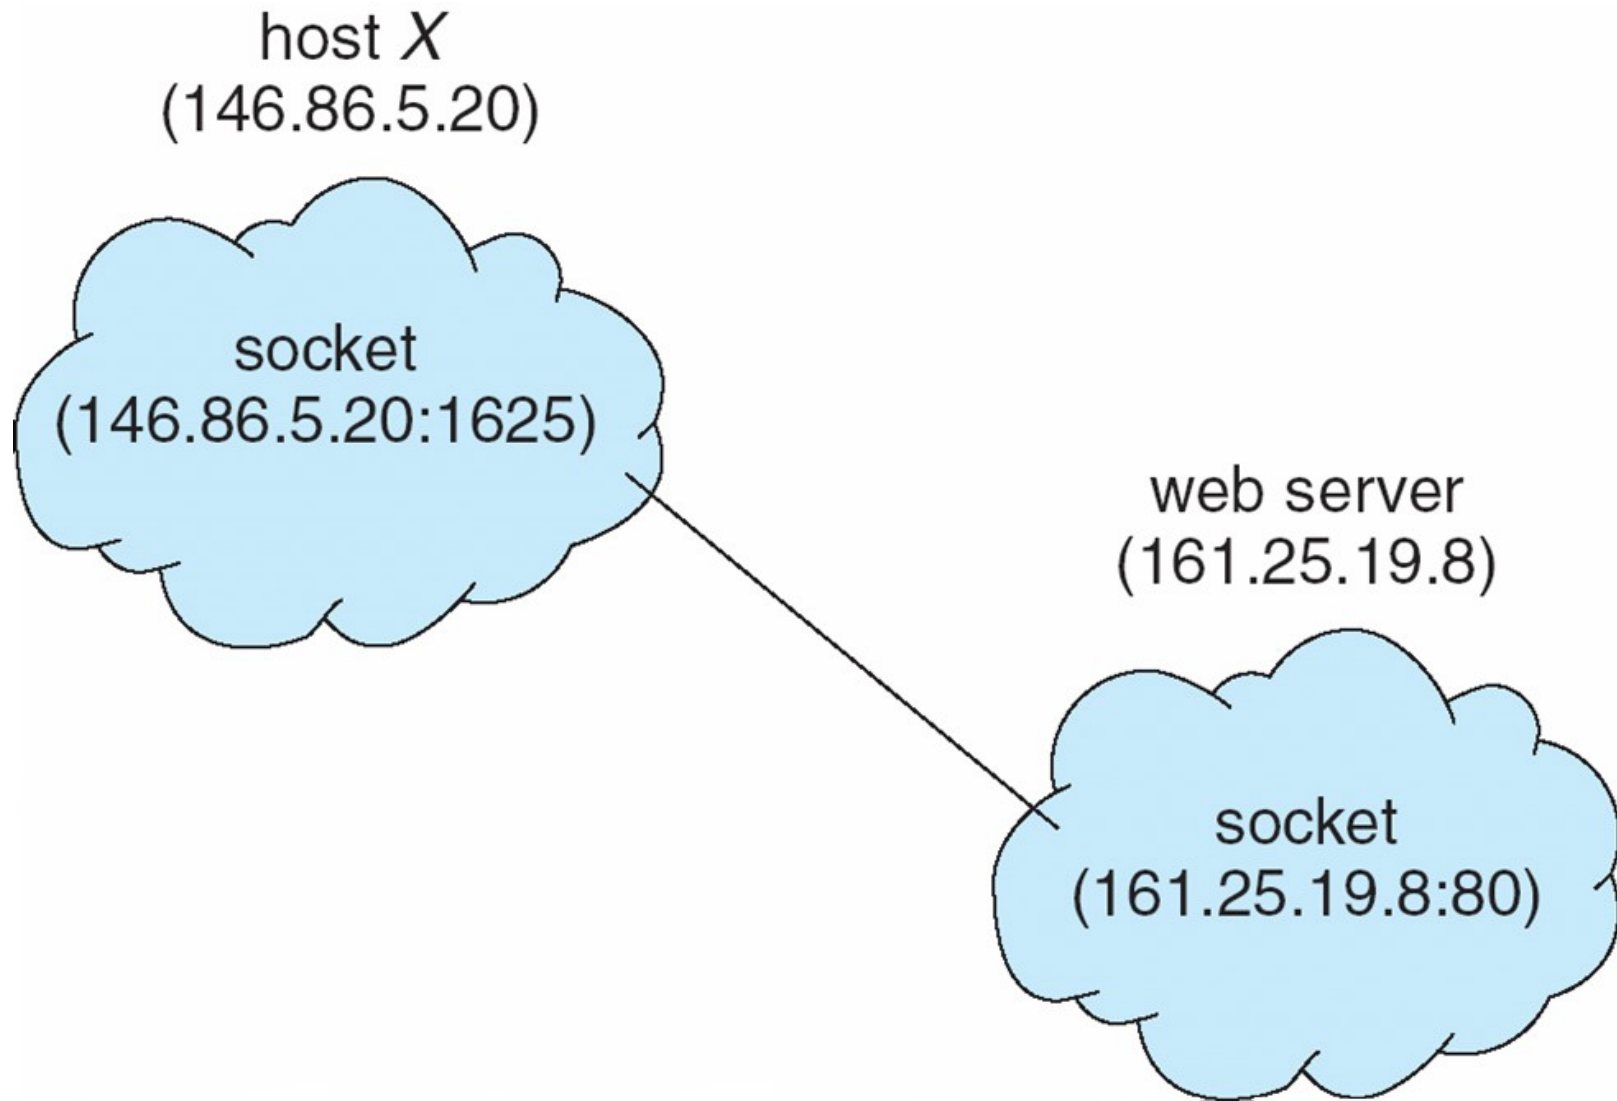 host X
(146.86.5.20)
socket
(146.86.5.20:1625)
web server
(161.25.19.8)
socket
(161.25.19.8:80)